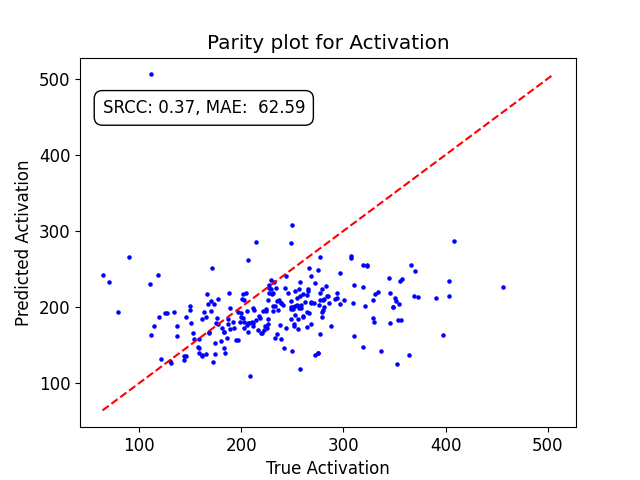 Parity plot for Activation
500
SRCC: 0.37, MAE:  62.59
400
300
200
100
Predicted Activation
100
200
300
400
500
True Activation